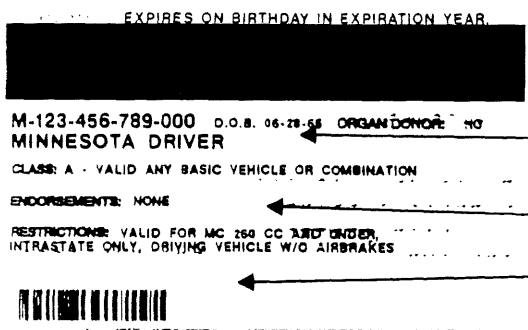 EXPIRES ON BIRTHDAY IN EXPIRATION YEAR.
M-123-456-789-000 D.O.B. 06-28-66 ORGAN DONOR: NO
MINNESOTA DRIVER
CLASS: A - VALID ANY BASIC VEHICLE OR COMBINATION
ENDORSEMENTS: NONE
RESTRICTIONS: VALID FOR MC 250 CC AND UNDER,
INTRASTATE ONLY, DRIVING VEHICLE W/O AIRBRAKES